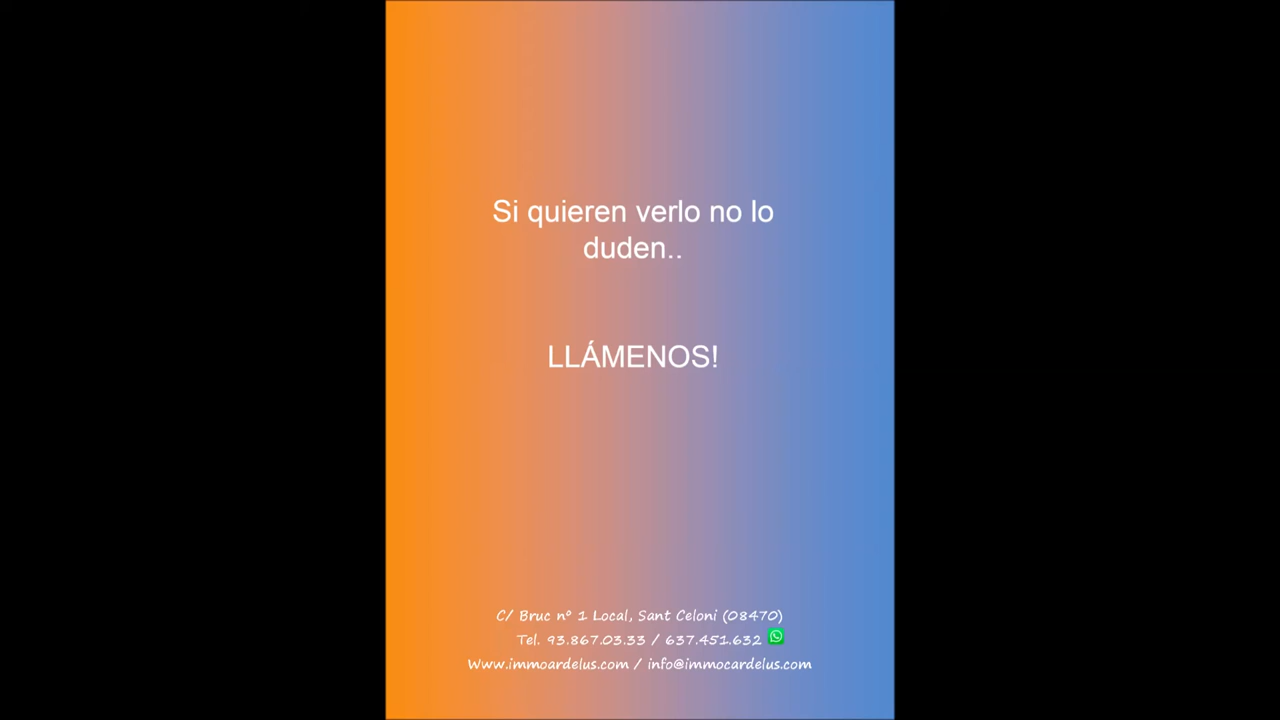 Si quieren verlo no lo
duden..
LLÁMENOS!
C/ Bruc nº 1 Local, Sant Celoni (08470)
Tel. 93.867.03.33 / 637.451.632
Www.immoardelus.com / info@immocardelus.com